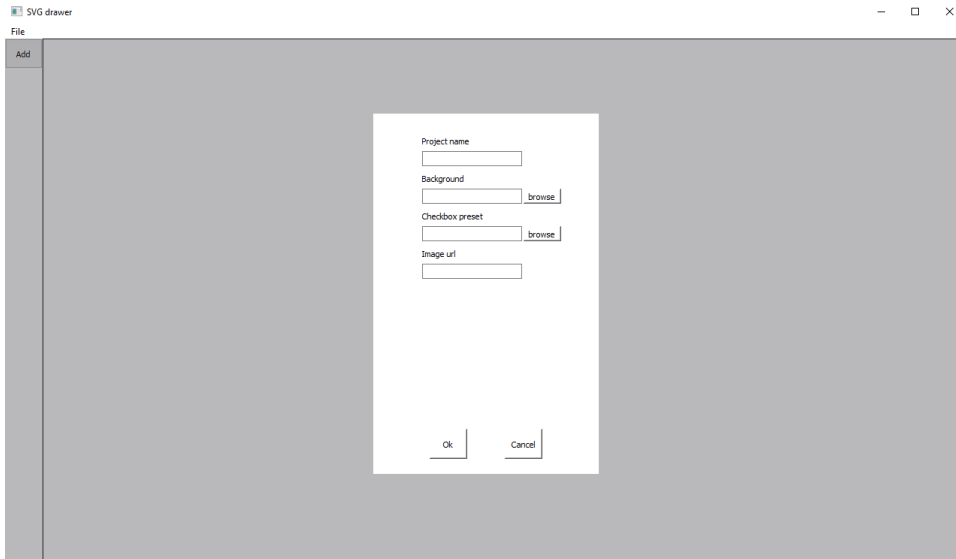 SVG drawer
File
Add
Project name
Background
browse
Checkbox preset
browse
Image url
Ok
Cancel